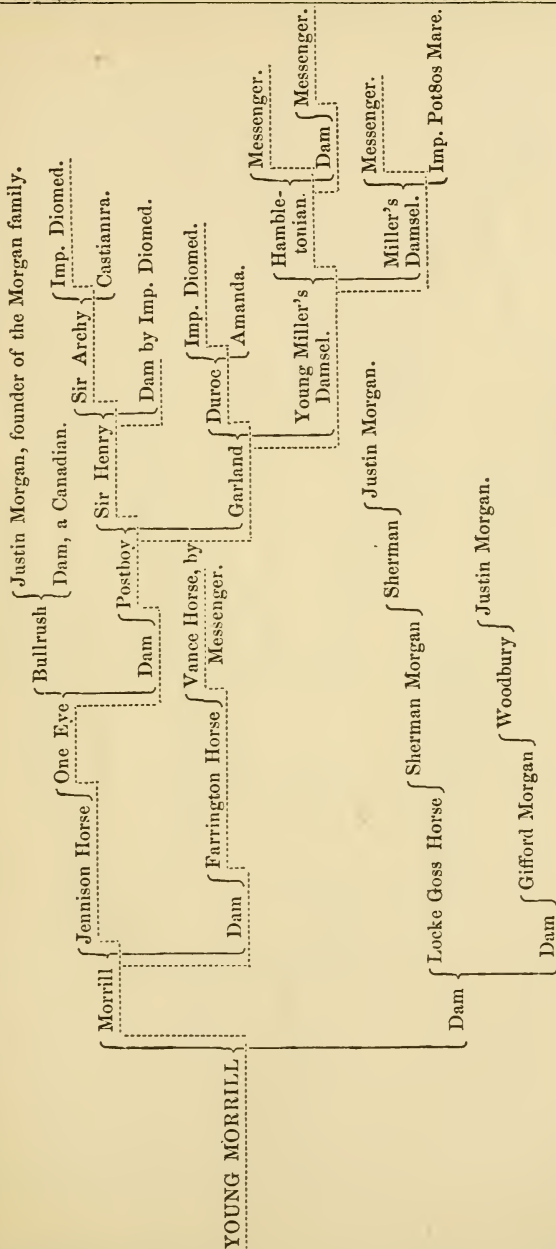 YOUNG MORRILL
Morrill
Jennison Horse
One Eye
Bullrush
Justin Morgan, founder of the Morgan family.
Dam, a Canadian.
Dam
Postboy
Sir Henry
Sir Archy
Imp. Diomed.
Castianira.
Dam by Imp. Diomed.
Garland
Duroc
Imp. Diomed.
Amanda.
Young Miller's
Damsel.
Hamble-
tonian.
Messenger.
Dam
Messenger.
Miller's
Damsel.
Messenger.
Imp. Pot8os Mare.
Dam
Farrington Horse
Vance Horse, by
Messenger.
Dam
Locke Goss Horse
Sherman Morgan
Sherman
Justin Morgan.
Dam
Gifford Morgan
Woodbury
Justin Morgan.